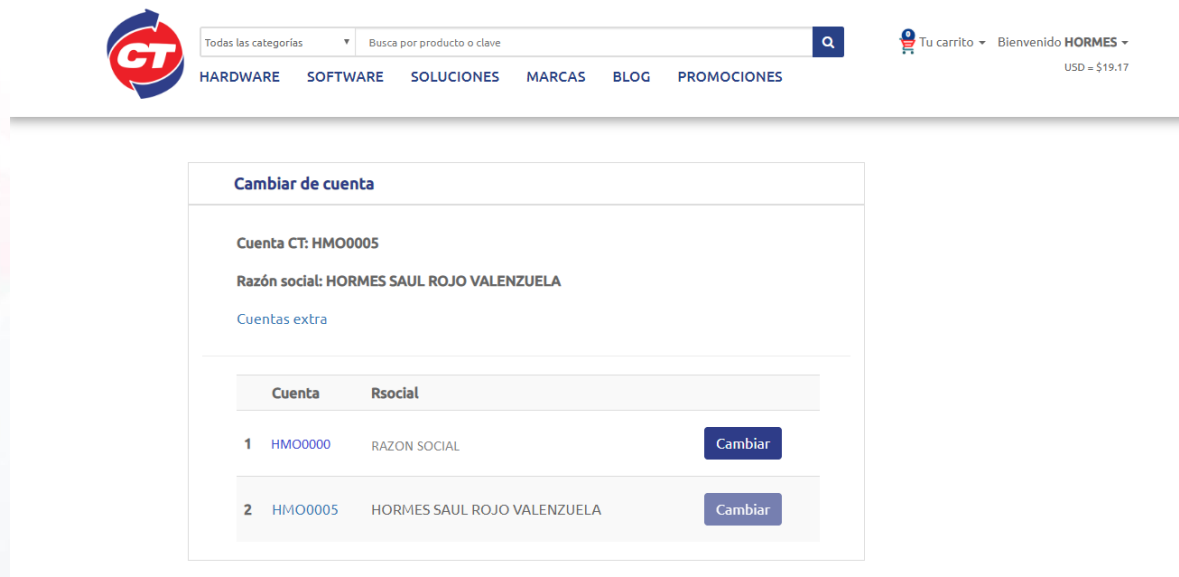 CT
Todas las categorías ▼ Busca por producto o clave
0 Tu carrito Bienvenido HORMES
USD = $19.17
HARDWARE SOFTWARE SOLUCIONES MARCAS BLOG PROMOCIONES
Cambiar de cuenta
Cuenta CT: HMO0005
Razón social: HORMES SAUL ROJO VALENZUELA
Cuentas extra
Cuenta Rsocial
1 HMO0000 RAZON SOCIAL Cambiar
2 HMO0005 HORMES SAUL ROJO VALENZUELA Cambiar